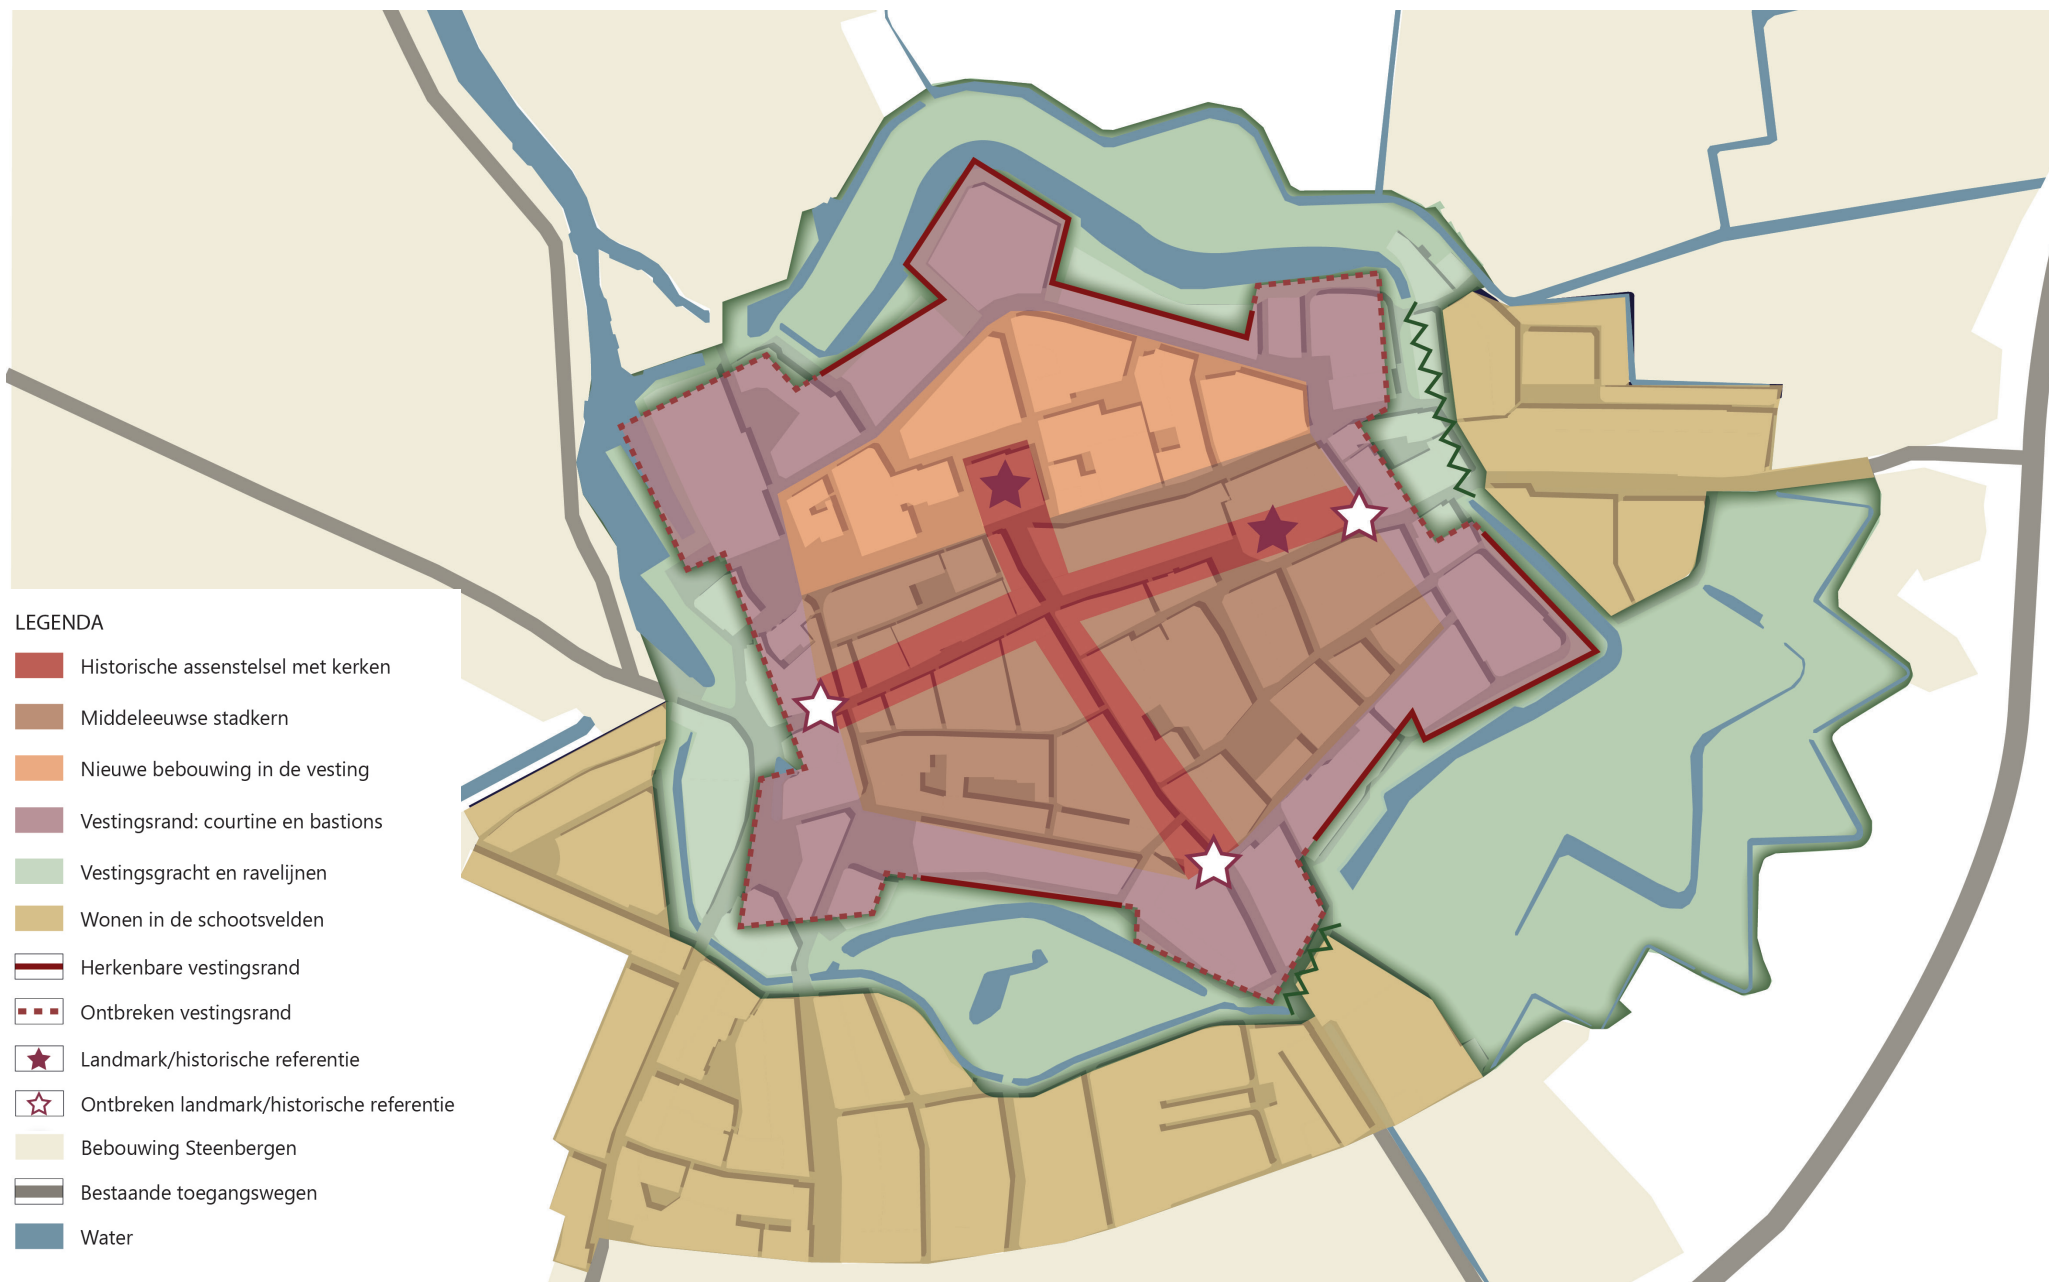 LEGENDA
Historische assenstelsel met kerken
Middeleeuwse stadkern
Nieuwe bebouwing in de vesting
Vestingsrand: courtine en bastions
Vestingsgracht en ravelijnen
Wonen in de schootsvelden
Herkenbare vestingsrand
Ontbreken vestingsrand
Landmark/historische referentie
Ontbreken landmark/historische referentie
Bebouwing Steenbergen
Bestaande toegangswegen
Water